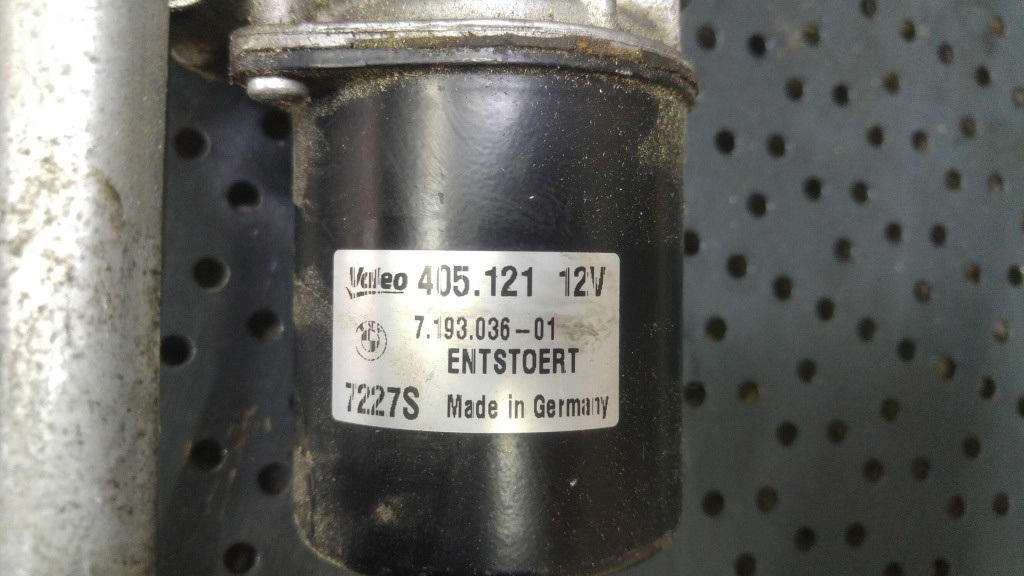 Valeo 405.121 12V
7.193.036-01
ENTSTOERT
7227S Made in Germany